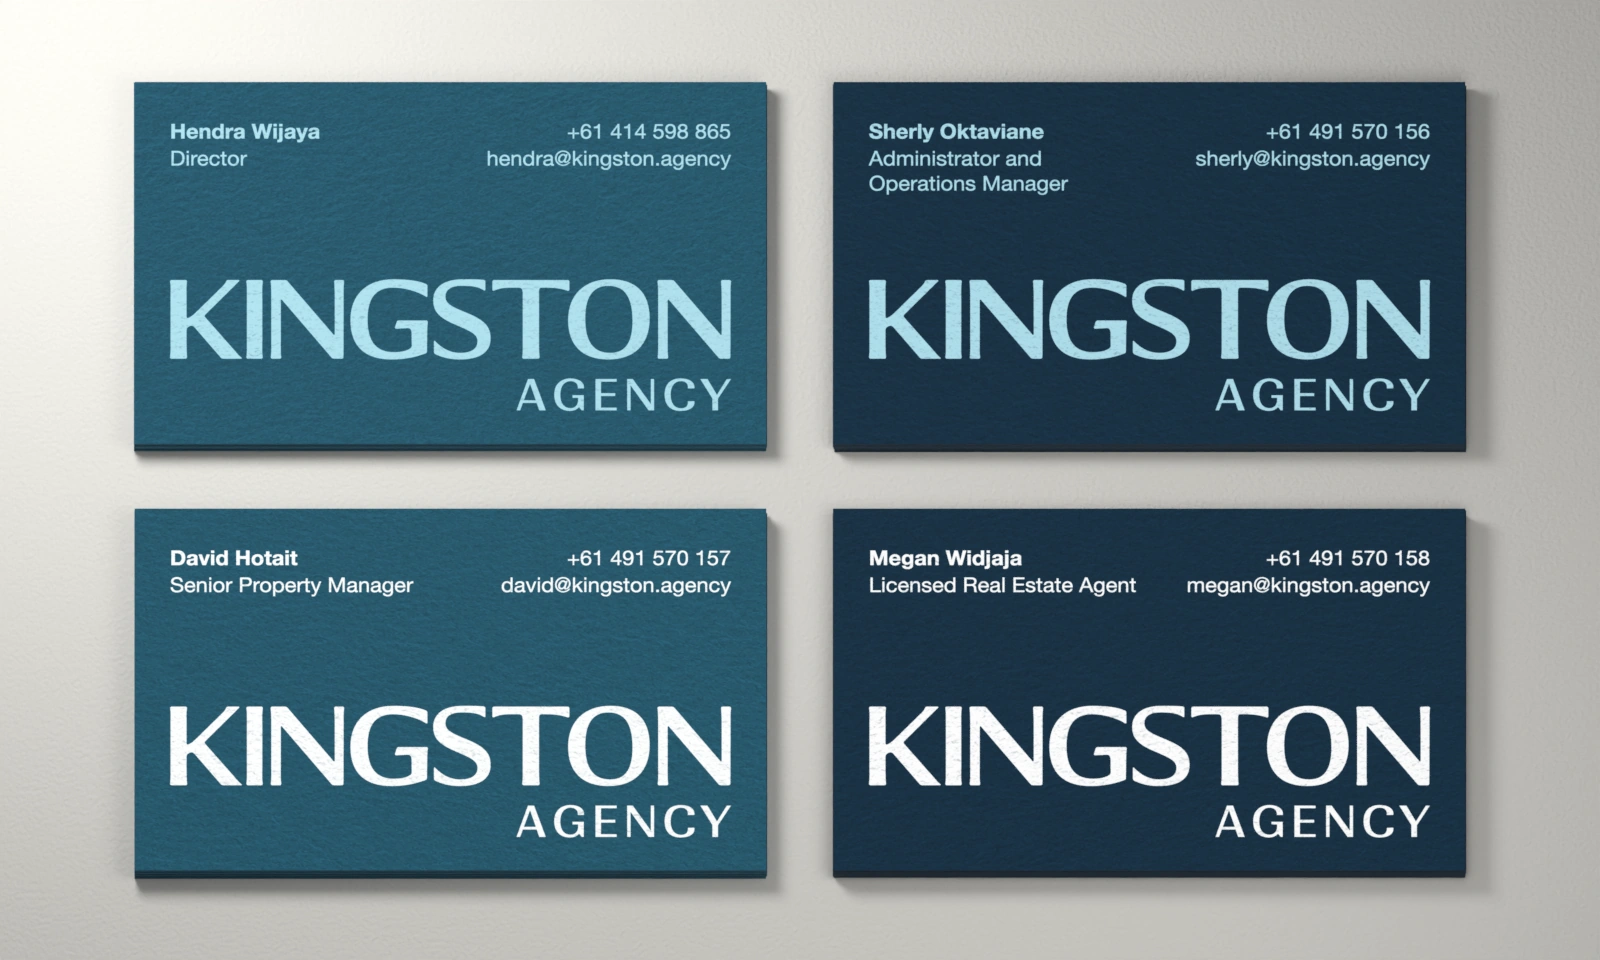 Hendra Wijaya
Director
+61 414 598 865
hendra@kingston.agency
KINGSTON
AGENCY
Sherly Oktaviane
Administrator and
Operations Manager
+61 491 570 156
sherly@kingston.agency
KINGSTON
AGENCY
David Hotait
Senior Property Manager
+61 491 570 157
david@kingston.agency
KINGSTON
AGENCY
Megan Widjaja
Licensed Real Estate Agent
+61 491 570 158
megan@kingston.agency
KINGSTON
AGENCY